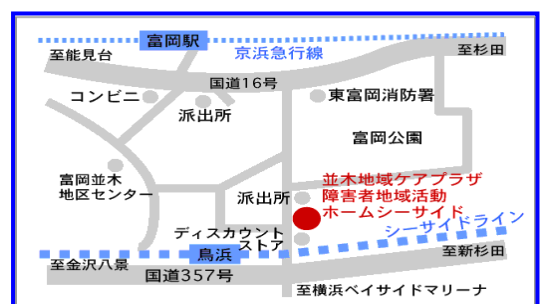 富岡駅
京浜急行線
至能見台
至杉田
国道16号
コンビニ
派出所
東富岡消防署
富岡公園
富岡並木
地区センター
派出所
並木地域ケアプラザ
障害者地域活動
ホームシーサイド
シーサイドライン
ディスカウント
ストア
鳥浜
至金沢八景
至新杉田
国道357号
至横浜ベイサイドマリーナ